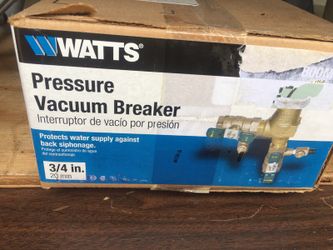 WATTS
Pressure
Vacuum Breaker
Interruptor de vacío por presión
Protects water supply against
back siphonage.
3/4 in.
20 mm
800M